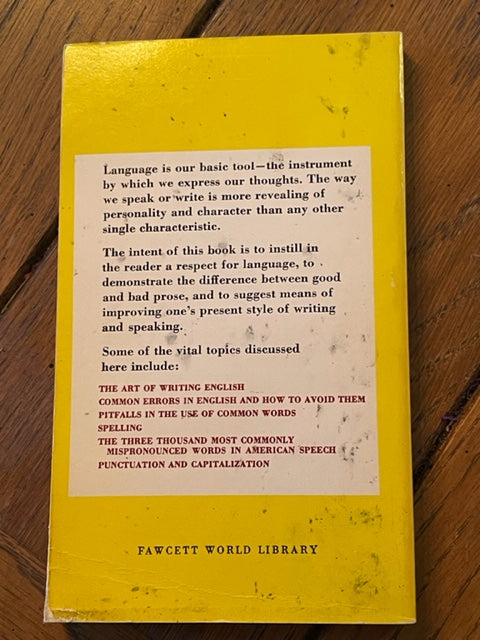 Language is our basic tool—the instrument
by which we express our thoughts. The way
we speak or write is more revealing of
personality and character than any other
single characteristic.
The intent of this book is to instill in
the reader a respect for language, to
demonstrate the difference between good
and bad prose, and to suggest means of
improving one's present style of writing
and speaking.
Some of the vital topics discussed
here include:
THE ART OF WRITING ENGLISH
COMMON ERRORS IN ENGLISH AND HOW TO AVOID THEM
PITFALLS IN THE USE OF COMMON WORDS
SPELLING
THE THREE THOUSAND MOST COMMONLY
MISPRONOUNCED WORDS IN AMERICAN SPEECH
PUNCTUATION AND CAPITALIZATION
FAWCETT WORLD LIBRARY